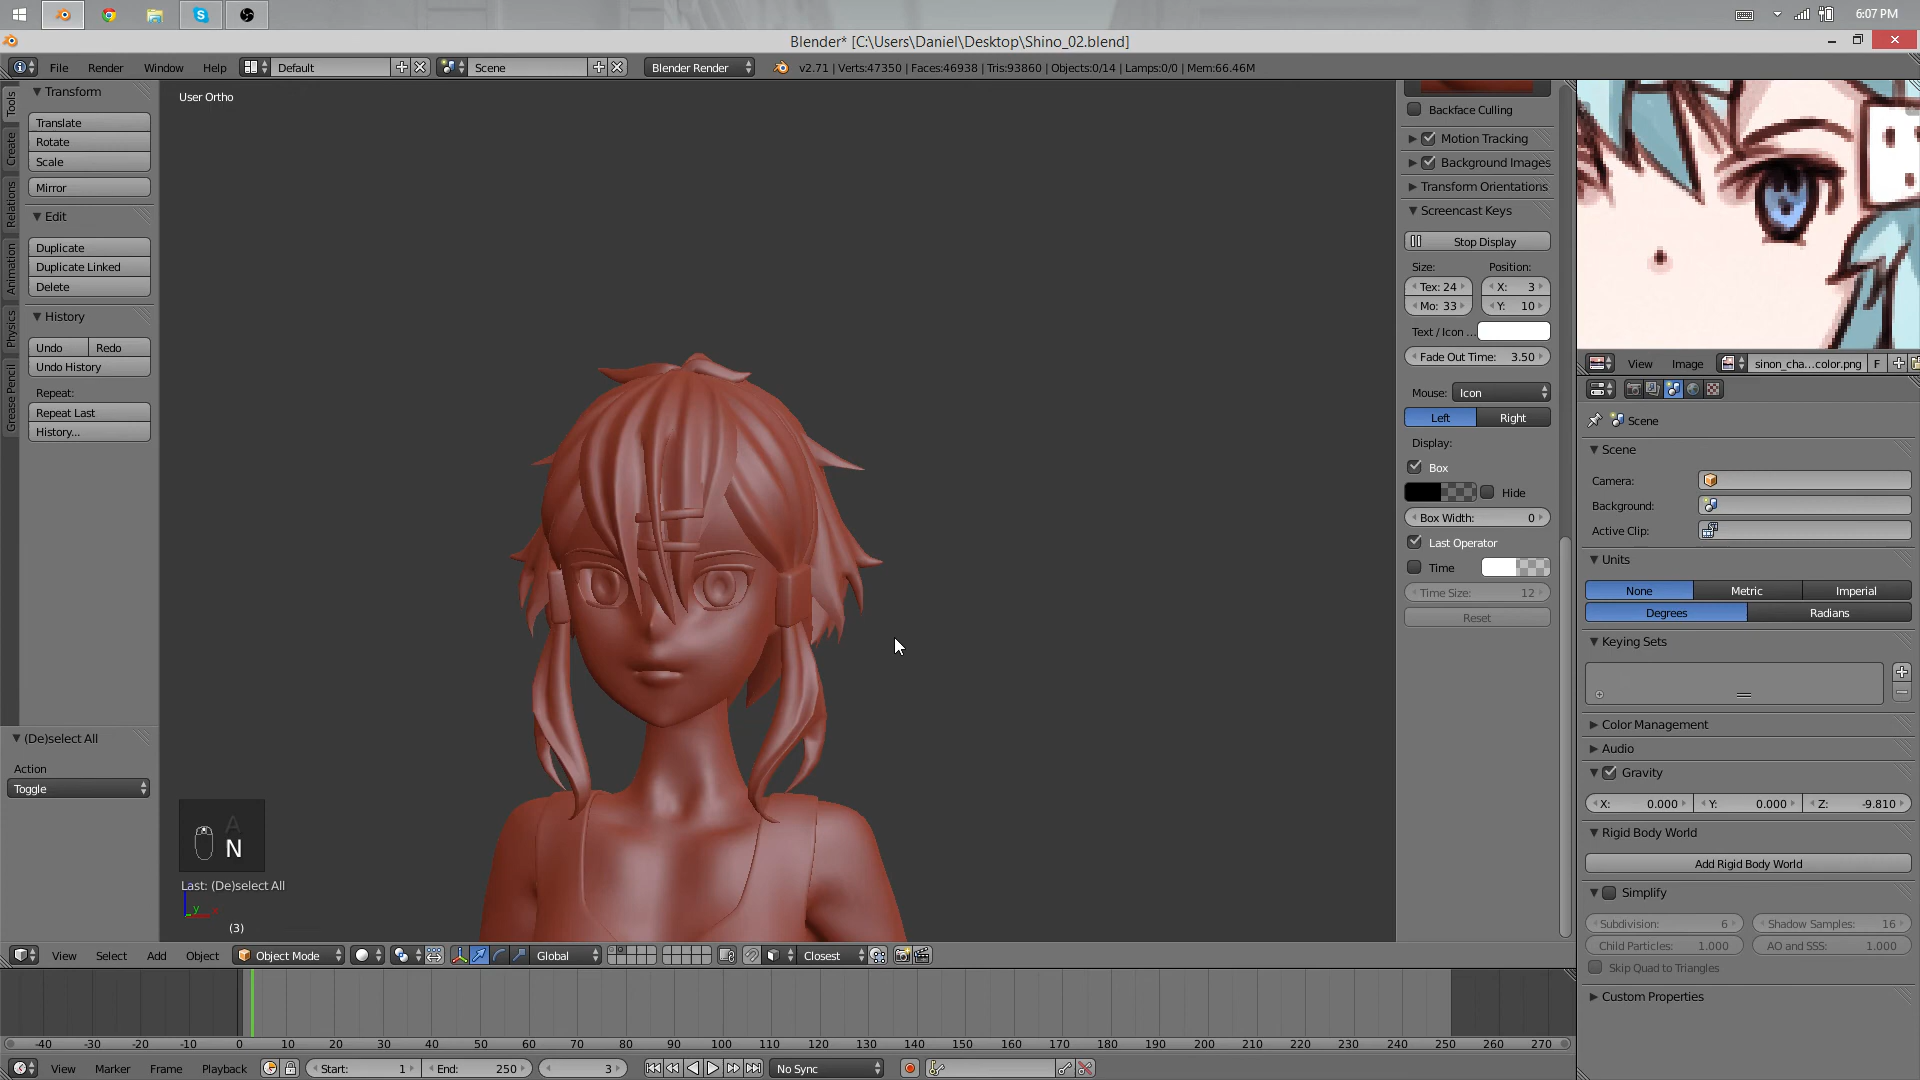 6:07 PM
Blender* [C:\Users\Daniel\Desktop\Shino_02.blend]
File Render Window Help Default Scene Blender Render v2.71 | Verts:47350 | Faces:46938 | Tris:93860 | Objects:0/14 | Lamps:0/0 | Mem:66.46M
Tools
Create
Relations
Animation
Physics
Grease Pencil
Transform
Translate
Rotate
Scale
Mirror
Edit
Duplicate
Duplicate Linked
Delete
History
Undo Redo
Undo History
Repeat:
Repeat Last
History...
(De)select All
Action
Toggle
User Ortho
A
N
Last: (De)select All
y x
(3)
Backface Culling
Motion Tracking
Background Images
Transform Orientations
Screencast Keys
Stop Display
Size: Position:
Tex: 24 X: 3
Mo: 33 Y: 10
Text / Icon ...
Fade Out Time: 3.50
Mouse: Icon
Left Right
Display:
Box
Hide
Box Width: 0
Last Operator
Time
Time Size: 12
Reset
View Image sinon_cha...color.png F
Scene
Scene
Camera:
Background:
Active Clip:
Units
None Metric Imperial
Degrees Radians
Keying Sets
Color Management
Audio
Gravity
X: 0.000 Y: 0.000 Z: -9.810
Rigid Body World
Add Rigid Body World
Simplify
Subdivision: 6 Shadow Samples: 16
Child Particles: 1.000 AO and SSS: 1.000
Skip Quad to Triangles
Custom Properties
View Select Add Object Object Mode Global Closest
-40 -30 -20 -10 0 10 20 30 40 50 60 70 80 90 100 110 120 130 140 150 160 170 180 190 200 210 220 230 240 250 260 270
View Marker Frame Playback Start: 1 End: 250 3 No Sync